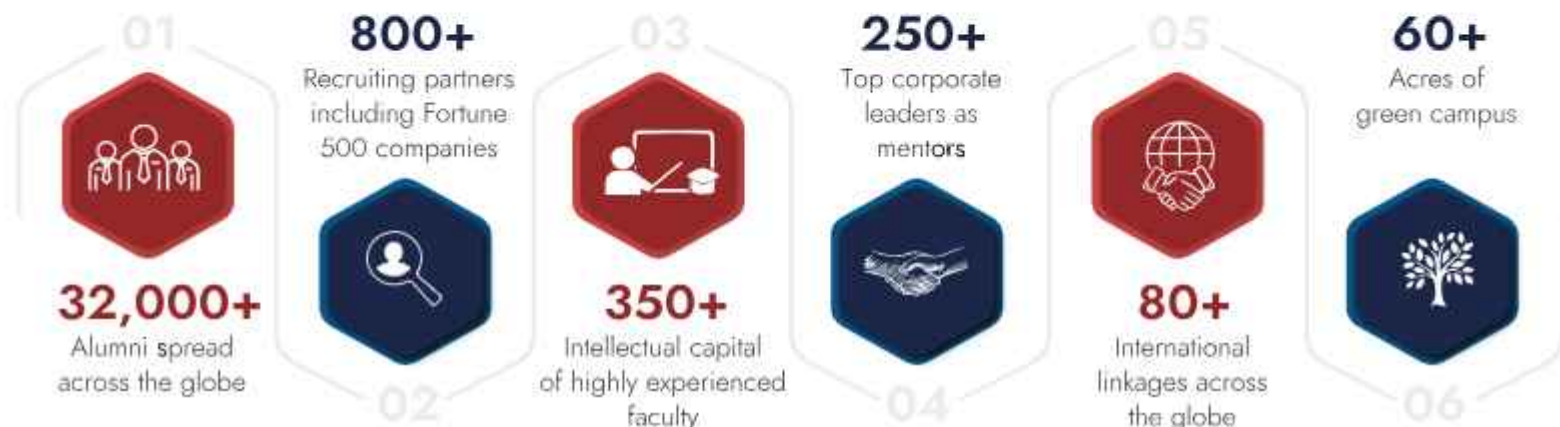 01
32,000+
Alumni spread
across the globe
800+
Recruiting partners
including Fortune
500 companies
02
03
350+
Intellectual capital
of highly experienced
faculty
250+
Top corporate
leaders as
mentors
04
05
80+
International
linkages across
the globe
60+
Acres of
green campus
06